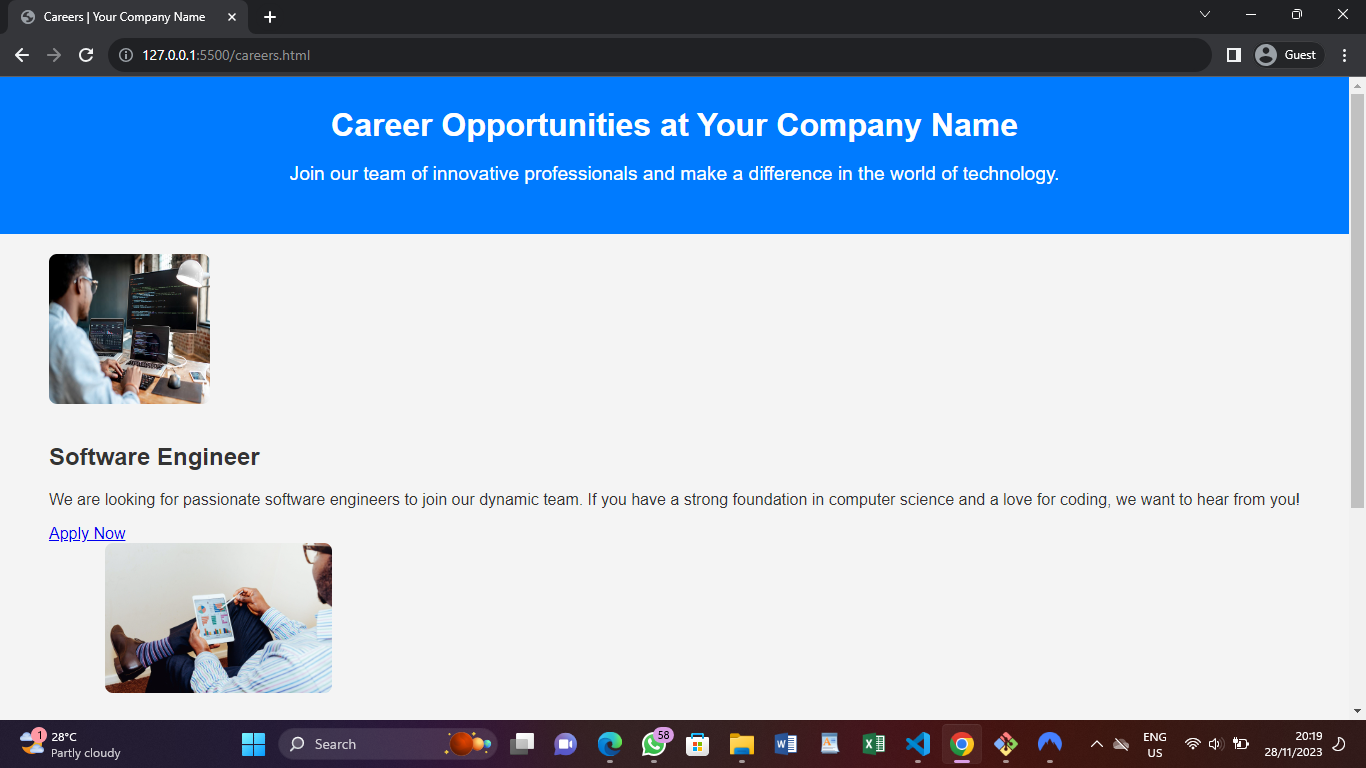 Careers | Your Company Name
127.0.0.1:5500/careers.html
Guest
Career Opportunities at Your Company Name
Join our team of innovative professionals and make a difference in the world of technology.
Software Engineer
We are looking for passionate software engineers to join our dynamic team. If you have a strong foundation in computer science and a love for coding, we want to hear from you!
Apply Now
1
28°C
Partly cloudy
Search
58
ENG
US
20:19
28/11/2023